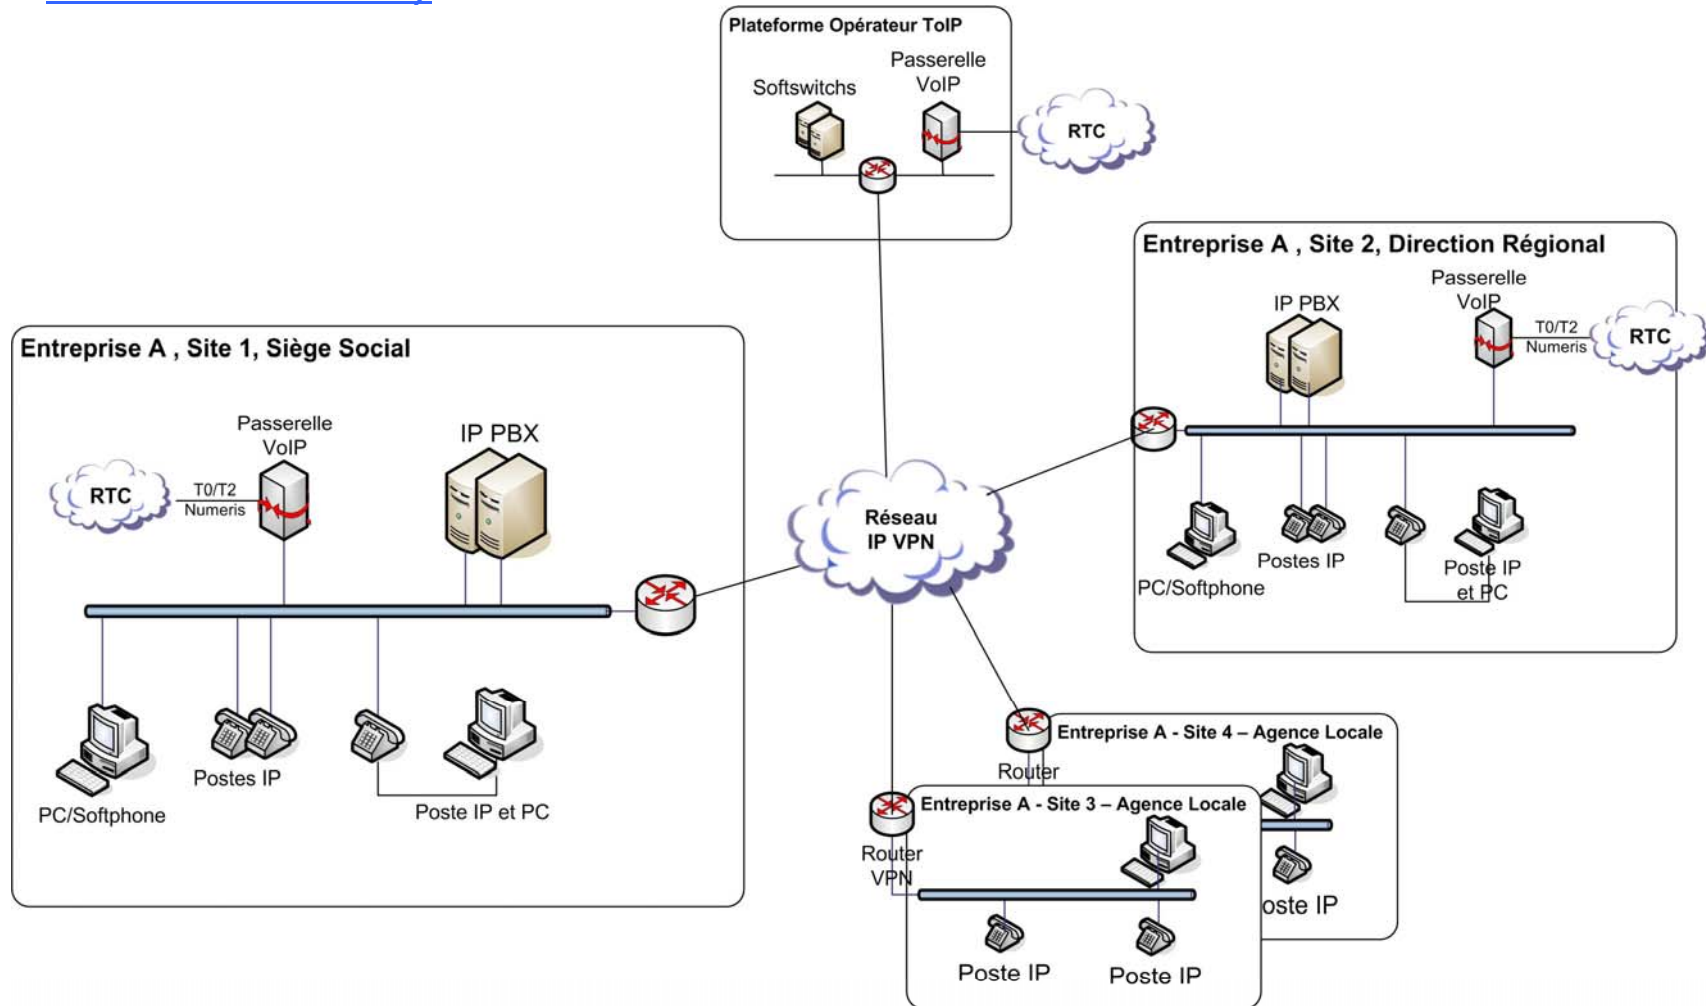 Plateforme Opérateur ToIP
Passerelle
VoIP
Softswitchs
RTC
Entreprise A , Site 2, Direction Régional
Passerelle
VoIP
IP PBX
T0/T2
Numeris
RTC
PC/Softphone
Postes IP
Poste IP
et PC
Entreprise A , Site 1, Siège Social
Passerelle
VoIP
IP PBX
RTC
T0/T2
Numeris
PC/Softphone
Postes IP
Poste IP et PC
Réseau
IP VPN
Entreprise A - Site 4 – Agence Locale
Router
oste IP
Entreprise A - Site 3 – Agence Locale
Router
VPN
Poste IP
Poste IP